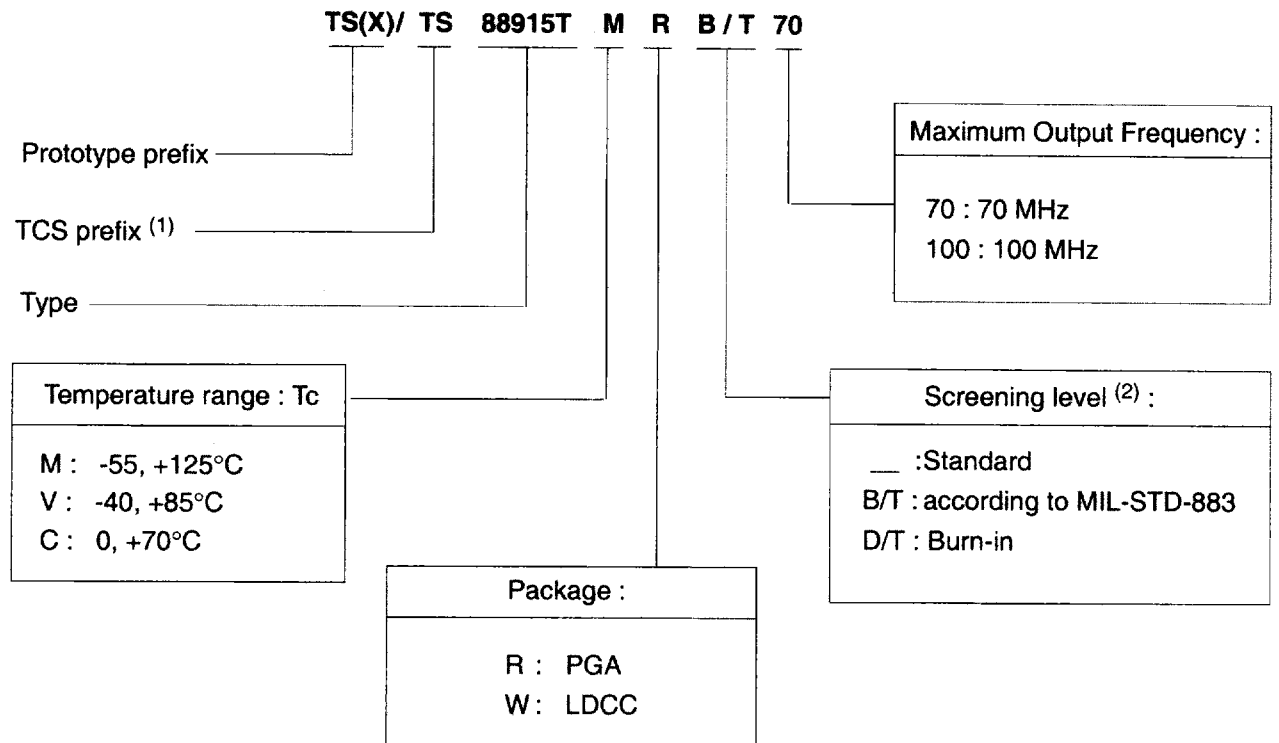 TS(X)/ TS 88915T M R B / T 70
Prototype prefix
TCS prefix (1)
Type
Maximum Output Frequency :
70 : 70 MHz
100 : 100 MHz
Temperature range : Tc
M : -55, +125°C
V : -40, +85°C
C : 0, +70°C
Screening level (2) :
__ :Standard
B/T : according to MIL-STD-883
D/T : Burn-in
Package :
R : PGA
W : LDCC